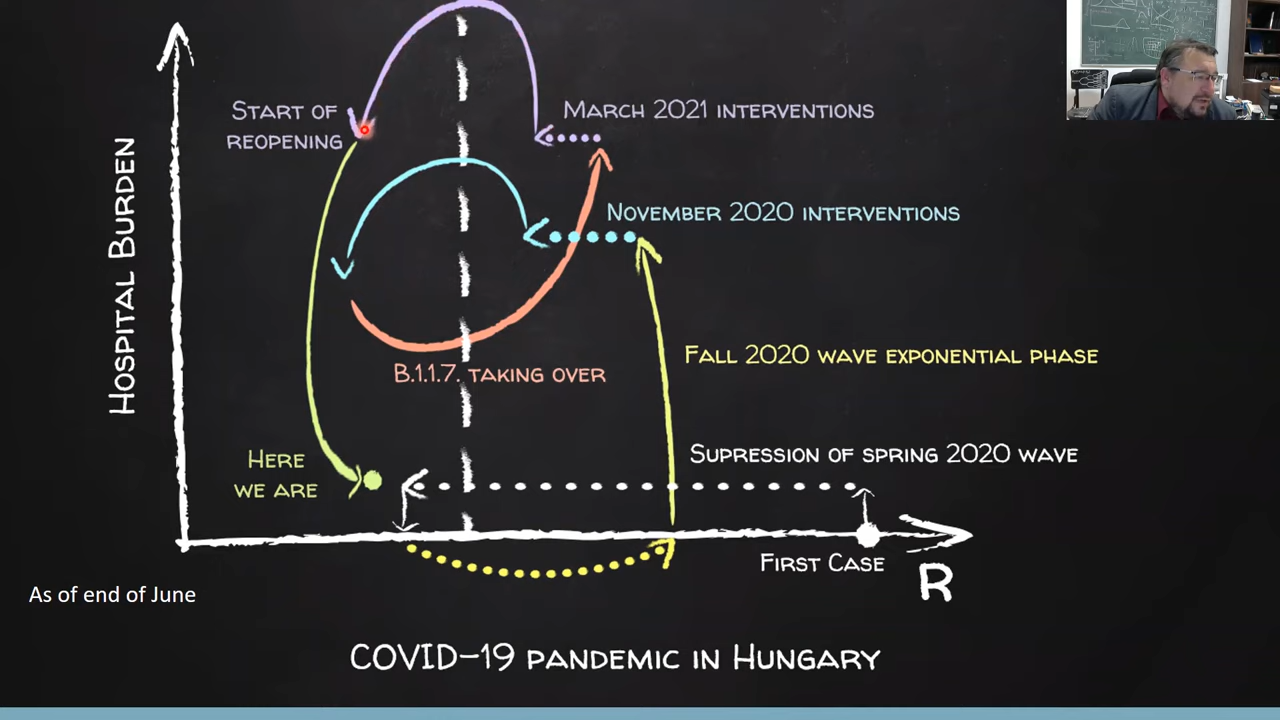 START OF
REOPENING
MARCH 2021 INTERVENTIONS
NOVEMBER 2020 INTERVENTIONS
HOSPITAL BURDEN
FALL 2020 WAVE EXPONENTIAL PHASE
B.1.1.7. TAKING OVER
SUPRESSION OF SPRING 2020 WAVE
HERE
WE ARE
FIRST CASE
R
As of end of June
COVID-19 PANDEMIC IN HUNGARY